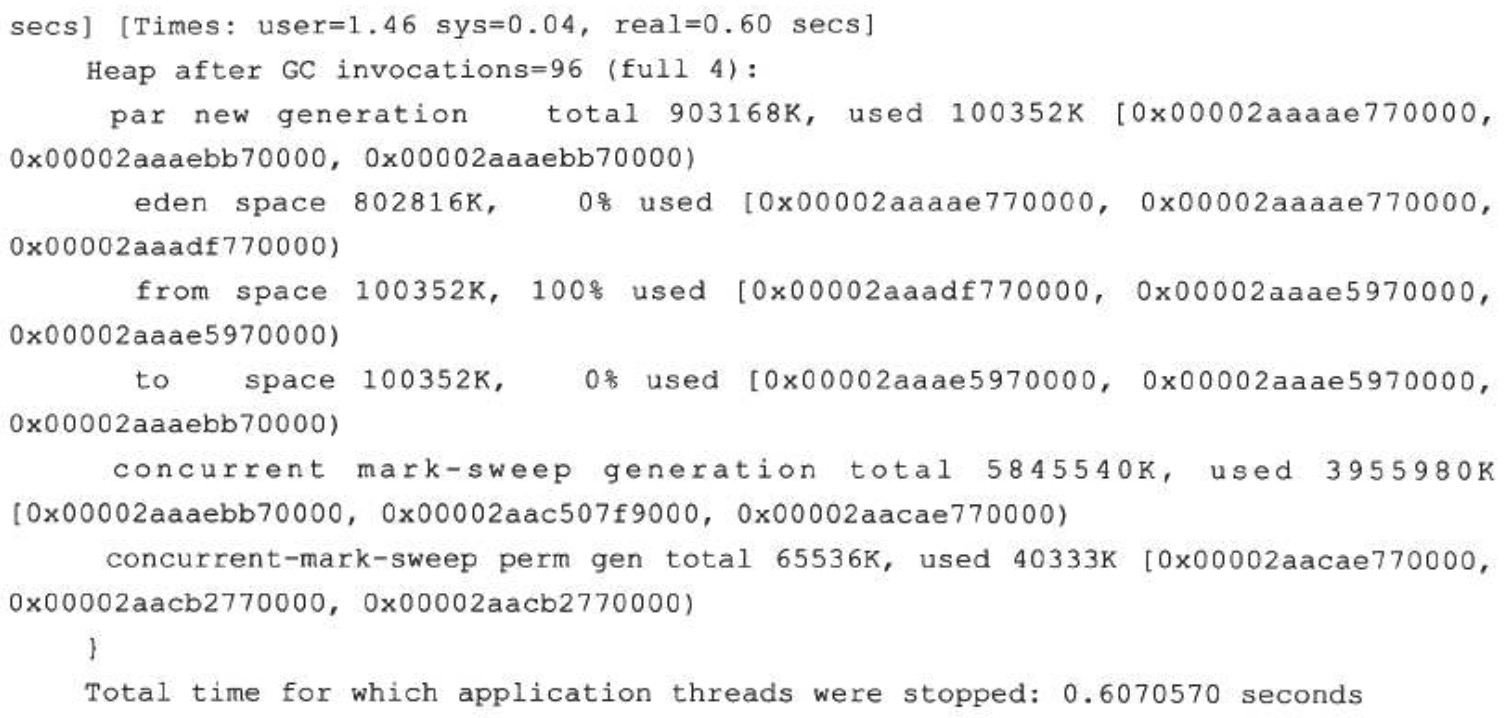 secs] [Times: user=1.46 sys=0.04, real=0.60 secs]
Heap after GC invocations=96 (full 4):
par new generation total 903168K, used 100352K [0x00002aaaae770000,
0x00002aaaebb70000, 0x00002aaaebb70000)
eden space 802816K, 0% used [0x00002aaaae770000, 0x00002aaaae770000,
0x00002aaadf770000)
from space 100352K, 100% used [0x00002aaadf770000, 0x00002aaae5970000,
0x00002aaae5970000)
to space 100352K, 0% used [0x00002aaae5970000, 0x00002aaae5970000,
0x00002aaaebb70000)
concurrent mark-sweep generation total 5845540K, used 3955980K
[0x00002aaaebb70000, 0x00002aac507f9000, 0x00002aacae770000)
concurrent-mark-sweep perm gen total 65536K, used 40333K [0x00002aacae770000,
0x00002aacb2770000, 0x00002aacb2770000)
}
Total time for which application threads were stopped: 0.6070570 seconds